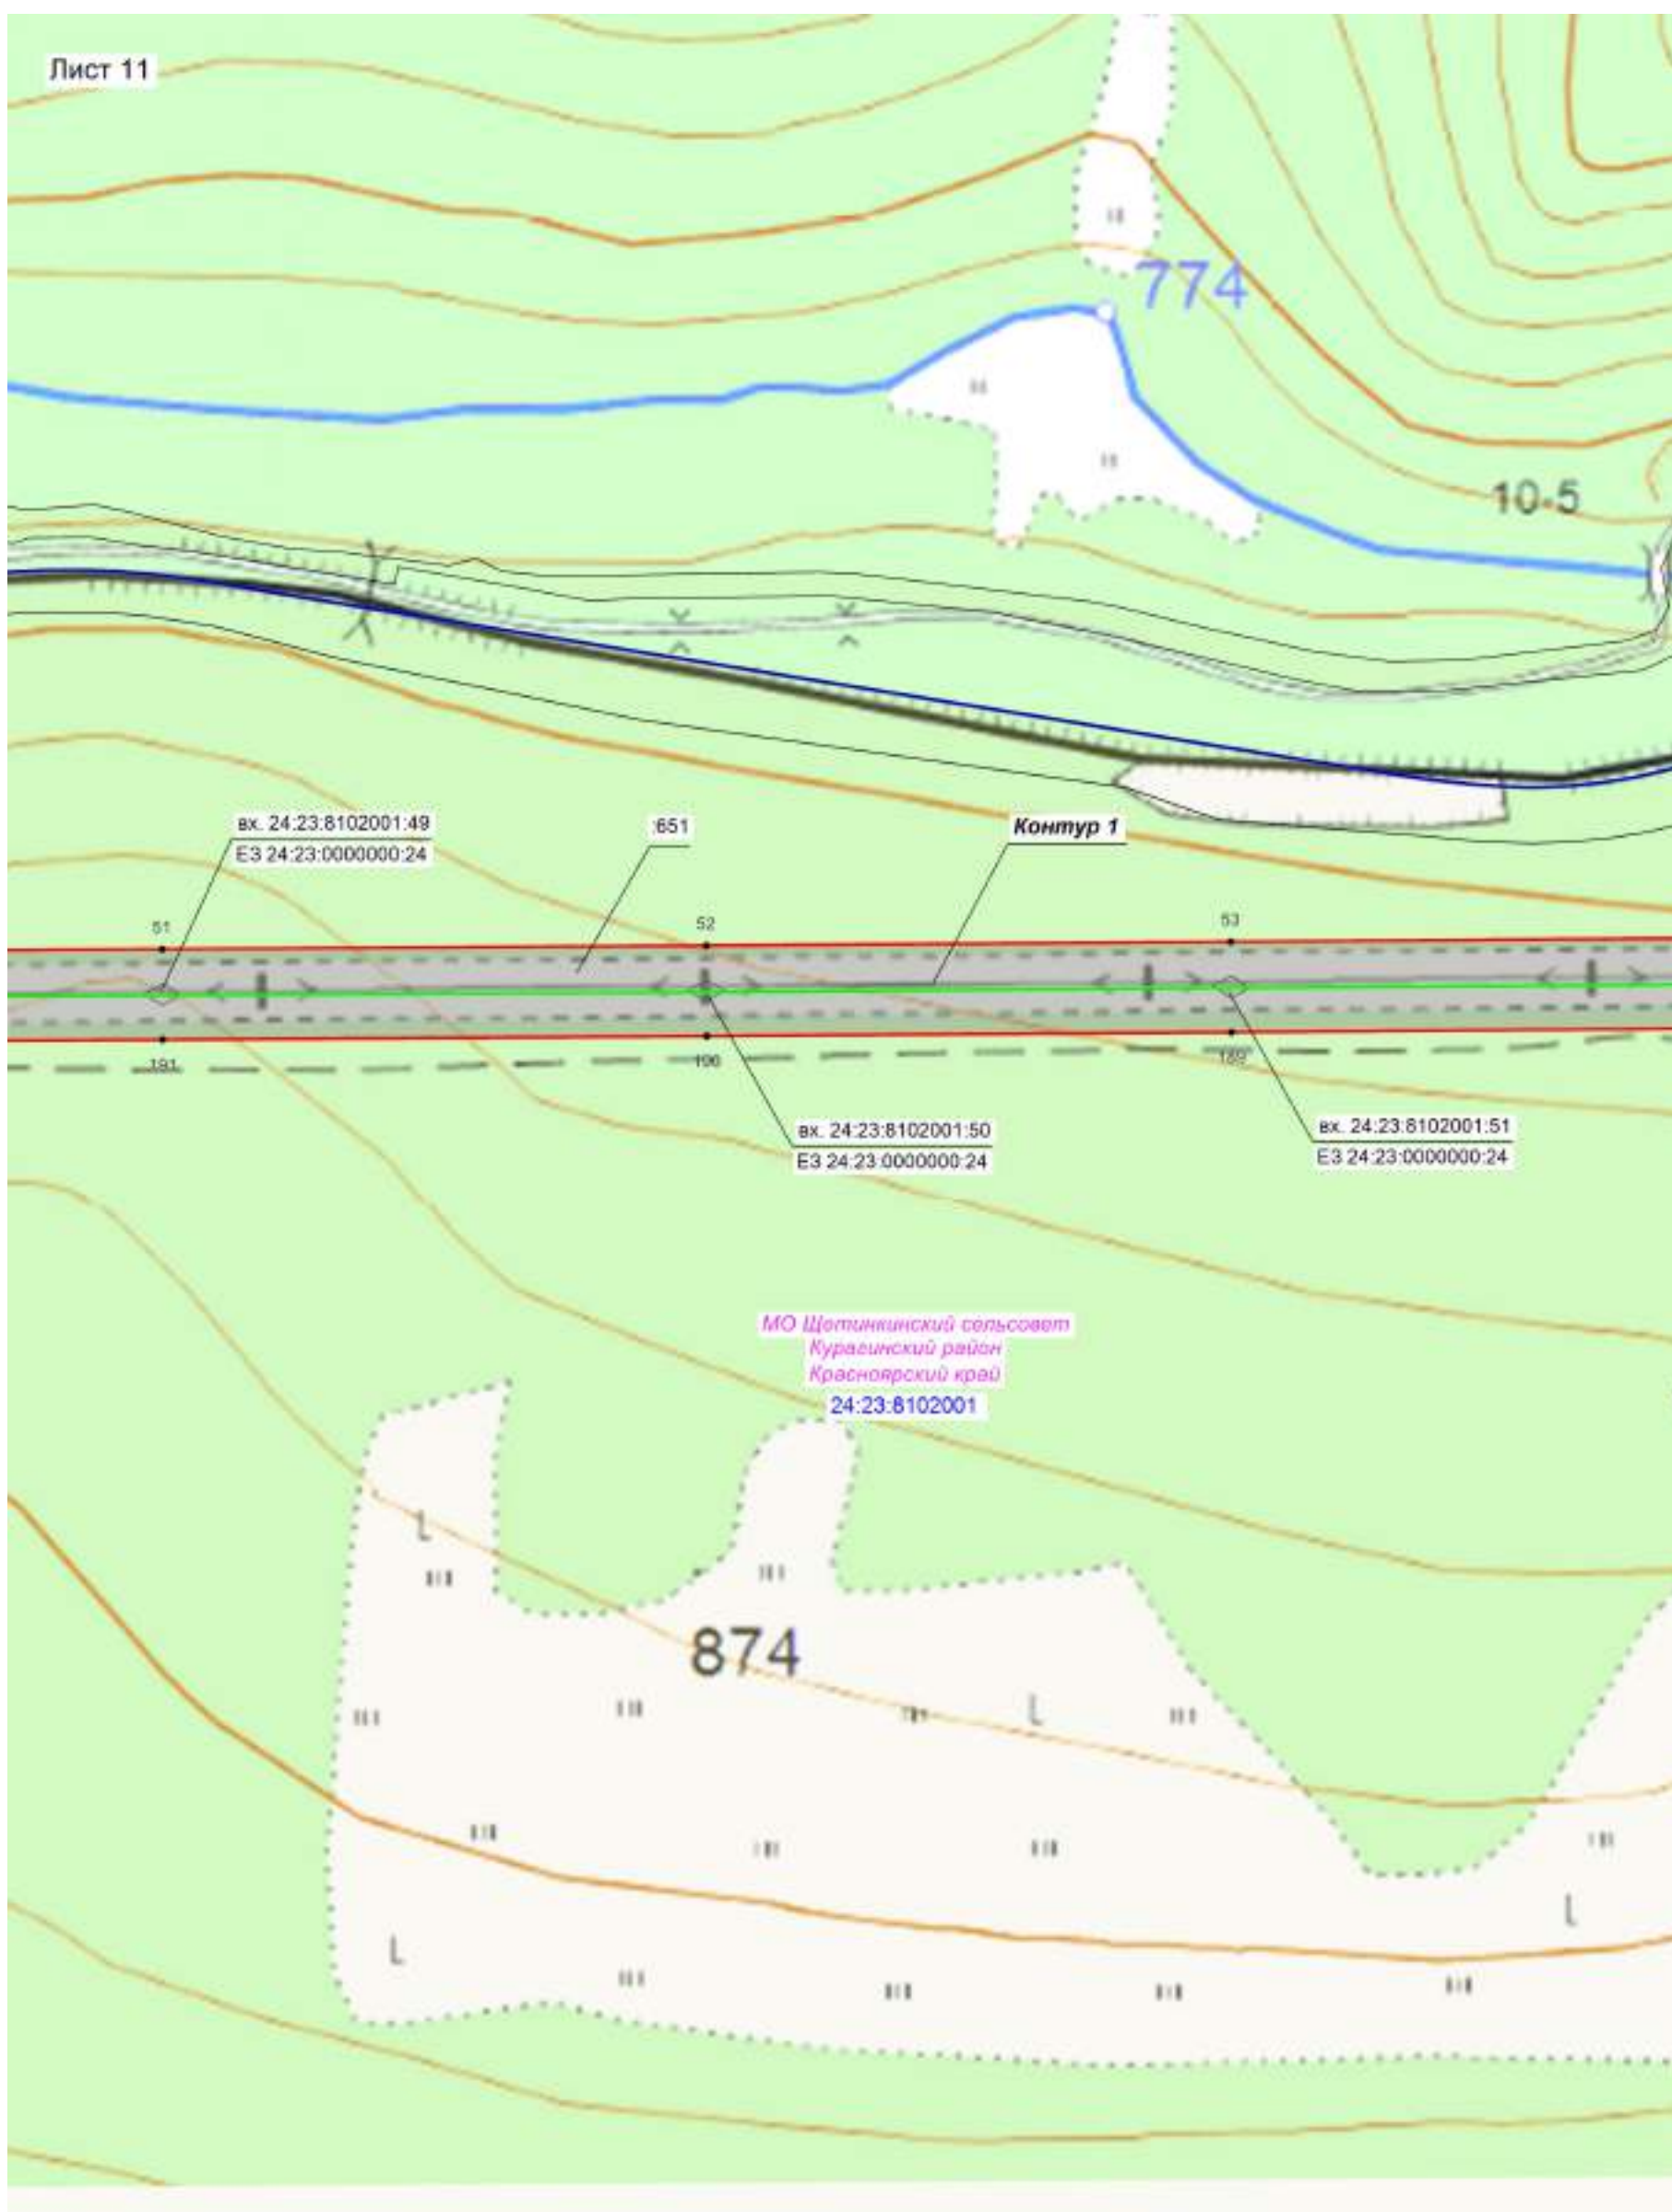 Лист 11
774
10-5
вх. 24:23:8102001:49
ЕЗ 24:23:0000000:24
:651
Контур 1
51
52
53
191
190
189
вх. 24:23:8102001:50
ЕЗ 24:23:0000000:24
вх. 24:23:8102001:51
ЕЗ 24:23:0000000:24
МО Щетинкинский сельсовет
Курагинский район
Красноярский край
24:23:8102001
874